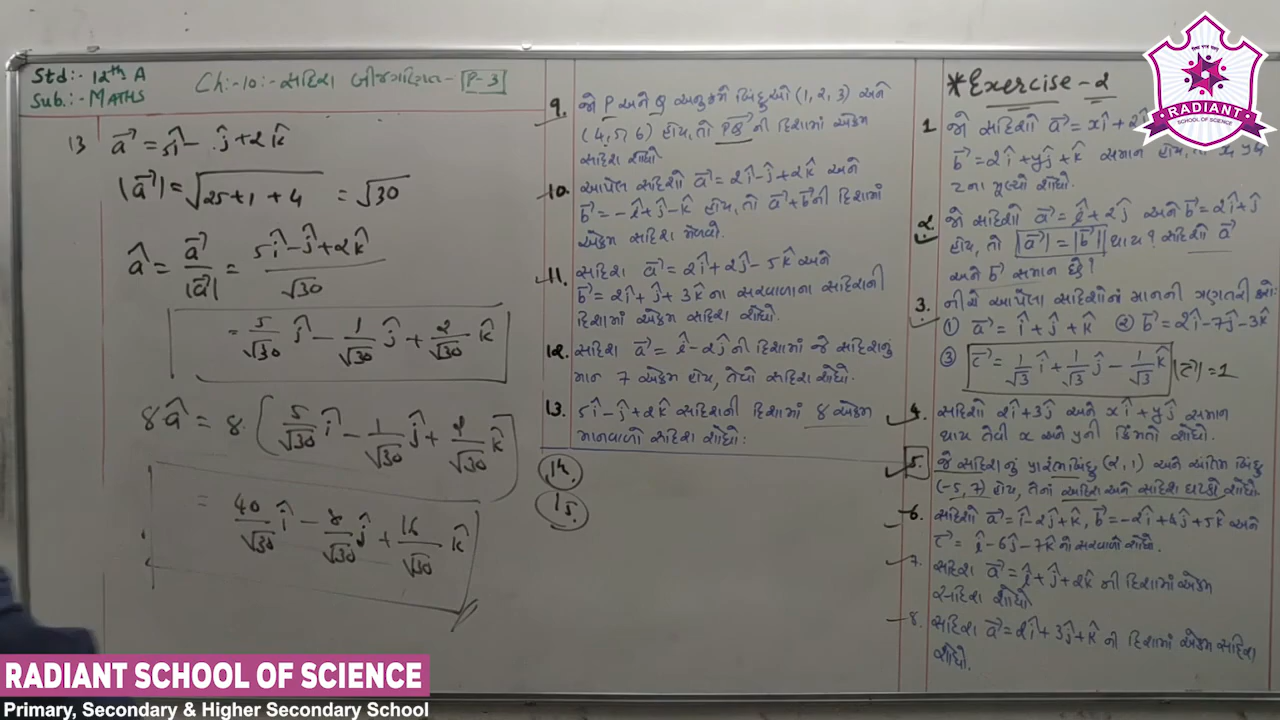 Std:- 12th A
Sub.:- MATHS
Ch:-10:- સદિશ બીજગણિત- P-3
13 a⃗ = 5î - ĵ + 2k̂
|a⃗| = √25+1+4 = √30
â = a⃗/|a⃗| = (5î - ĵ + 2k̂)/√30
= 5/√30 î - 1/√30 ĵ + 2/√30 k̂
8â = 8 · (5/√30 î - 1/√30 ĵ + 2/√30 k̂)
= 40/√30 î - 8/√30 ĵ + 16/√30 k̂
9. જો P અને Q અનુક્રમે બિંદુઓ (1, 2, 3) અને
(4, 5, 6) હોય, તો PQ⃗ ની દિશામાં એકમ
સદિશ શોધો
10. આપેલ સદિશો a⃗ = 2î - ĵ + 2k̂ અને
b⃗ = -î + ĵ - k̂ હોય, તો a⃗ + b⃗ ની દિશામાં
એકમ સદિશ મેળવો.
11. સદિશ a⃗ = 2î + 2ĵ - 5k̂ અને
b⃗ = 2î + ĵ + 3k̂ ના સરવાળાના સદિશની
દિશામાં એકમ સદિશ શોધો.
12. સદિશ a⃗ = î - 2ĵ ની દિશામાં જે સદિશનું
માન 7 એકમ હોય, તેવો સદિશ શોધો.
13. 5î - ĵ + 2k̂ સદિશની દિશામાં 8 એકમ
માનવાળો સદિશ શોધો:
14.
15.
*Exercise-2
1 જો સદિશો a⃗ = xî + 2
b⃗ = 2î + yĵ + k̂ સમાન હોય, તો
zના મૂલ્યો શોધો.
2. જો સદિશો a⃗ = î + 2ĵ અને b⃗ = 2î + ĵ
હોય, તો |a⃗| = |b⃗| થાય? સદિશો a⃗
અને b⃗ સમાન છે?
3. નીચે આપેલા સદિશોનાં માનની ગણતરી કરો:
① a⃗ = î + ĵ + k̂ ② b⃗ = 2î - 7ĵ - 3k̂
③ c⃗ = 1/√3 î + 1/√3 ĵ - 1/√3 k̂ |c⃗| = 1
4. સદિશો 2î + 3ĵ અને xî + yĵ સમાન
થાય તેવી x અને yની કિંમતો શોધો.
5. જે સદિશનું પ્રારંભબિંદુ (2, 1) અને અંતિમ બિંદુ
(-5, 7) હોય, તેનાં અદિશ અને સદિશ ઘટકો શોધો.
6. સદિશો a⃗ = î - 2ĵ + k̂, b⃗ = -2î + 4ĵ + 5k̂ અને
c⃗ = î - 6ĵ - 7k̂ નો સરવાળો શોધો.
7. સદિશ a⃗ = î + ĵ + 2k̂ ની દિશામાં એકમ
સદિશ શોધો
8. સદિશ a⃗ = 2î + 3ĵ + k̂ ની દિશામાં એકમ સદિશ
શોધો.
RADIANT
SCHOOL OF SCIENCE
RADIANT SCHOOL OF SCIENCE
Primary, Secondary & Higher Secondary School